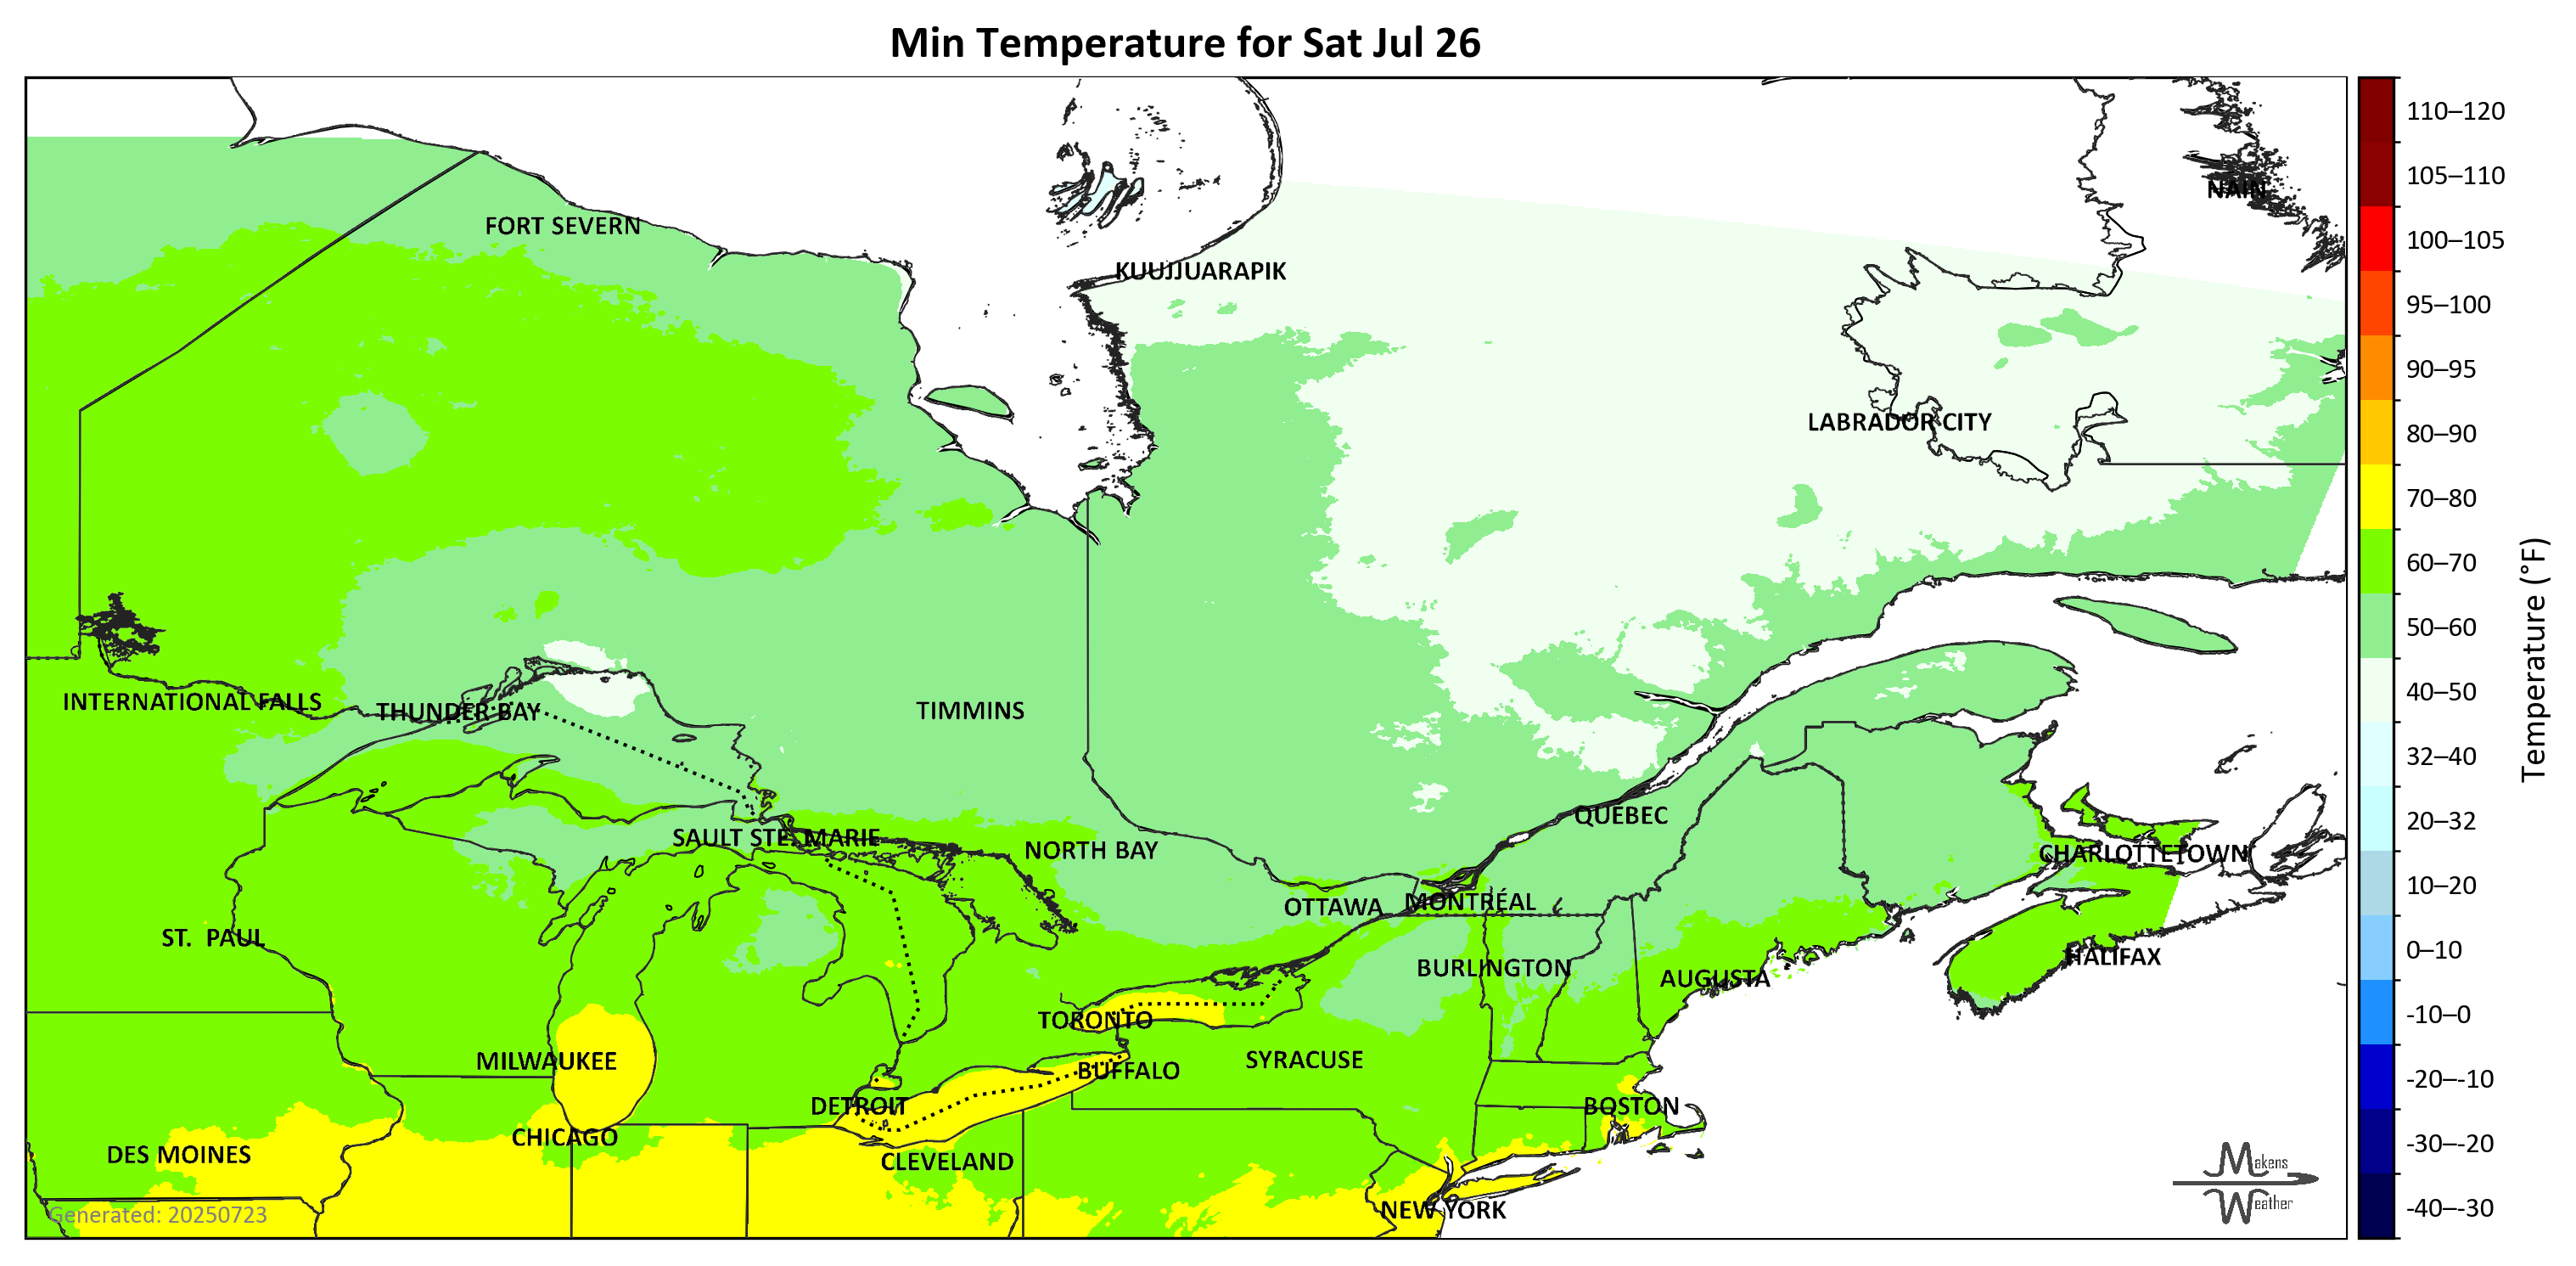 Min Temperature for Sat Jul 26
110–120
105–110
NAIN
FORT SEVERN
100–105
KUUJJUARAPIK
95–100
90–95
LABRADOR CITY
80–90
70–80
60–70
50–60
40–50
Temperature (°F)
INTERNATIONAL FALLS
THUNDER BAY
TIMMINS
32–40
QUÉBEC
20–32
SAULT STE. MARIE
NORTH BAY
CHARLOTTETOWN
10–20
OTTAWA
MONTRÉAL
ST. PAUL
0–10
HALIFAX
BURLINGTON
AUGUSTA
-10–0
TORONTO
MILWAUKEE
SYRACUSE
BUFFALO
-20–-10
DETROIT
BOSTON
CHICAGO
-30–-20
DES MOINES
CLEVELAND
Makens
Weather
-40–-30
NEW YORK
Generated: 20250723